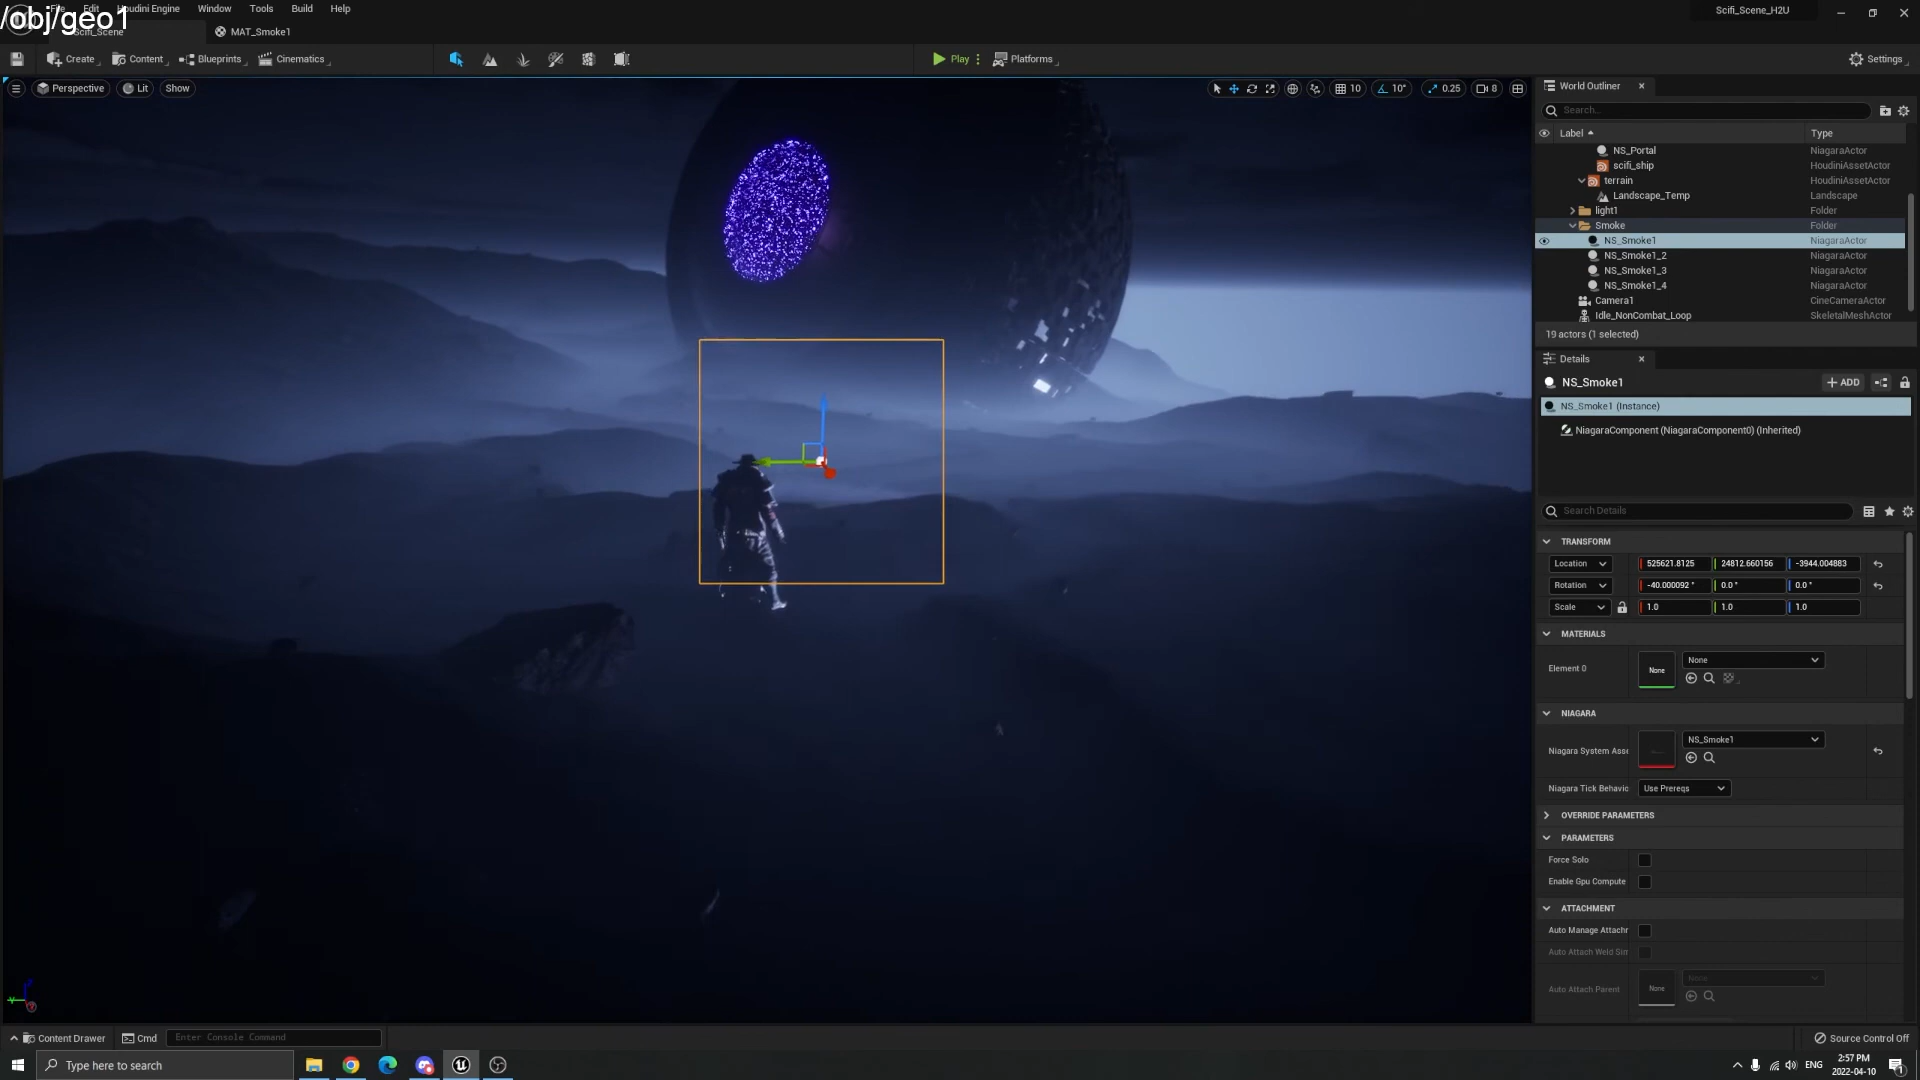 /obj/geo1
File Edit Houdini Engine Window Tools Build Help
Scifi_Scene_H2U
Scifi_Scene
MAT_Smoke1
Create Content Blueprints Cinematics
Play Platforms
Settings
Perspective Lit Show
10 10° 0.25 8
World Outliner
Search...
Label Type
NS_Portal NiagaraActor
scifi_ship HoudiniAssetActor
terrain HoudiniAssetActor
Landscape_Temp Landscape
light1 Folder
Smoke Folder
NS_Smoke1 NiagaraActor
NS_Smoke1_2 NiagaraActor
NS_Smoke1_3 NiagaraActor
NS_Smoke1_4 NiagaraActor
Camera1 CineCameraActor
Idle_NonCombat_Loop SkeletalMeshActor
19 actors (1 selected)
Details
NS_Smoke1
ADD
NS_Smoke1 (Instance)
NiagaraComponent (NiagaraComponent0) (Inherited)
Search Details
TRANSFORM
Location 525621.8125 24812.660156 -3944.004883
Rotation -40.000092 ° 0.0 ° 0.0 °
Scale 1.0 1.0 1.0
MATERIALS
Element 0 None None
NIAGARA
Niagara System Asse NS_Smoke1
Niagara Tick Behavic Use Prereqs
OVERRIDE PARAMETERS
PARAMETERS
Force Solo
Enable Gpu Compute
ATTACHMENT
Auto Manage Attachr
Auto Attach Weld Sim
Auto Attach Parent None None
Content Drawer Cmd Enter Console Command
Source Control Off
Type here to search
ENG
2:57 PM
2022-04-10